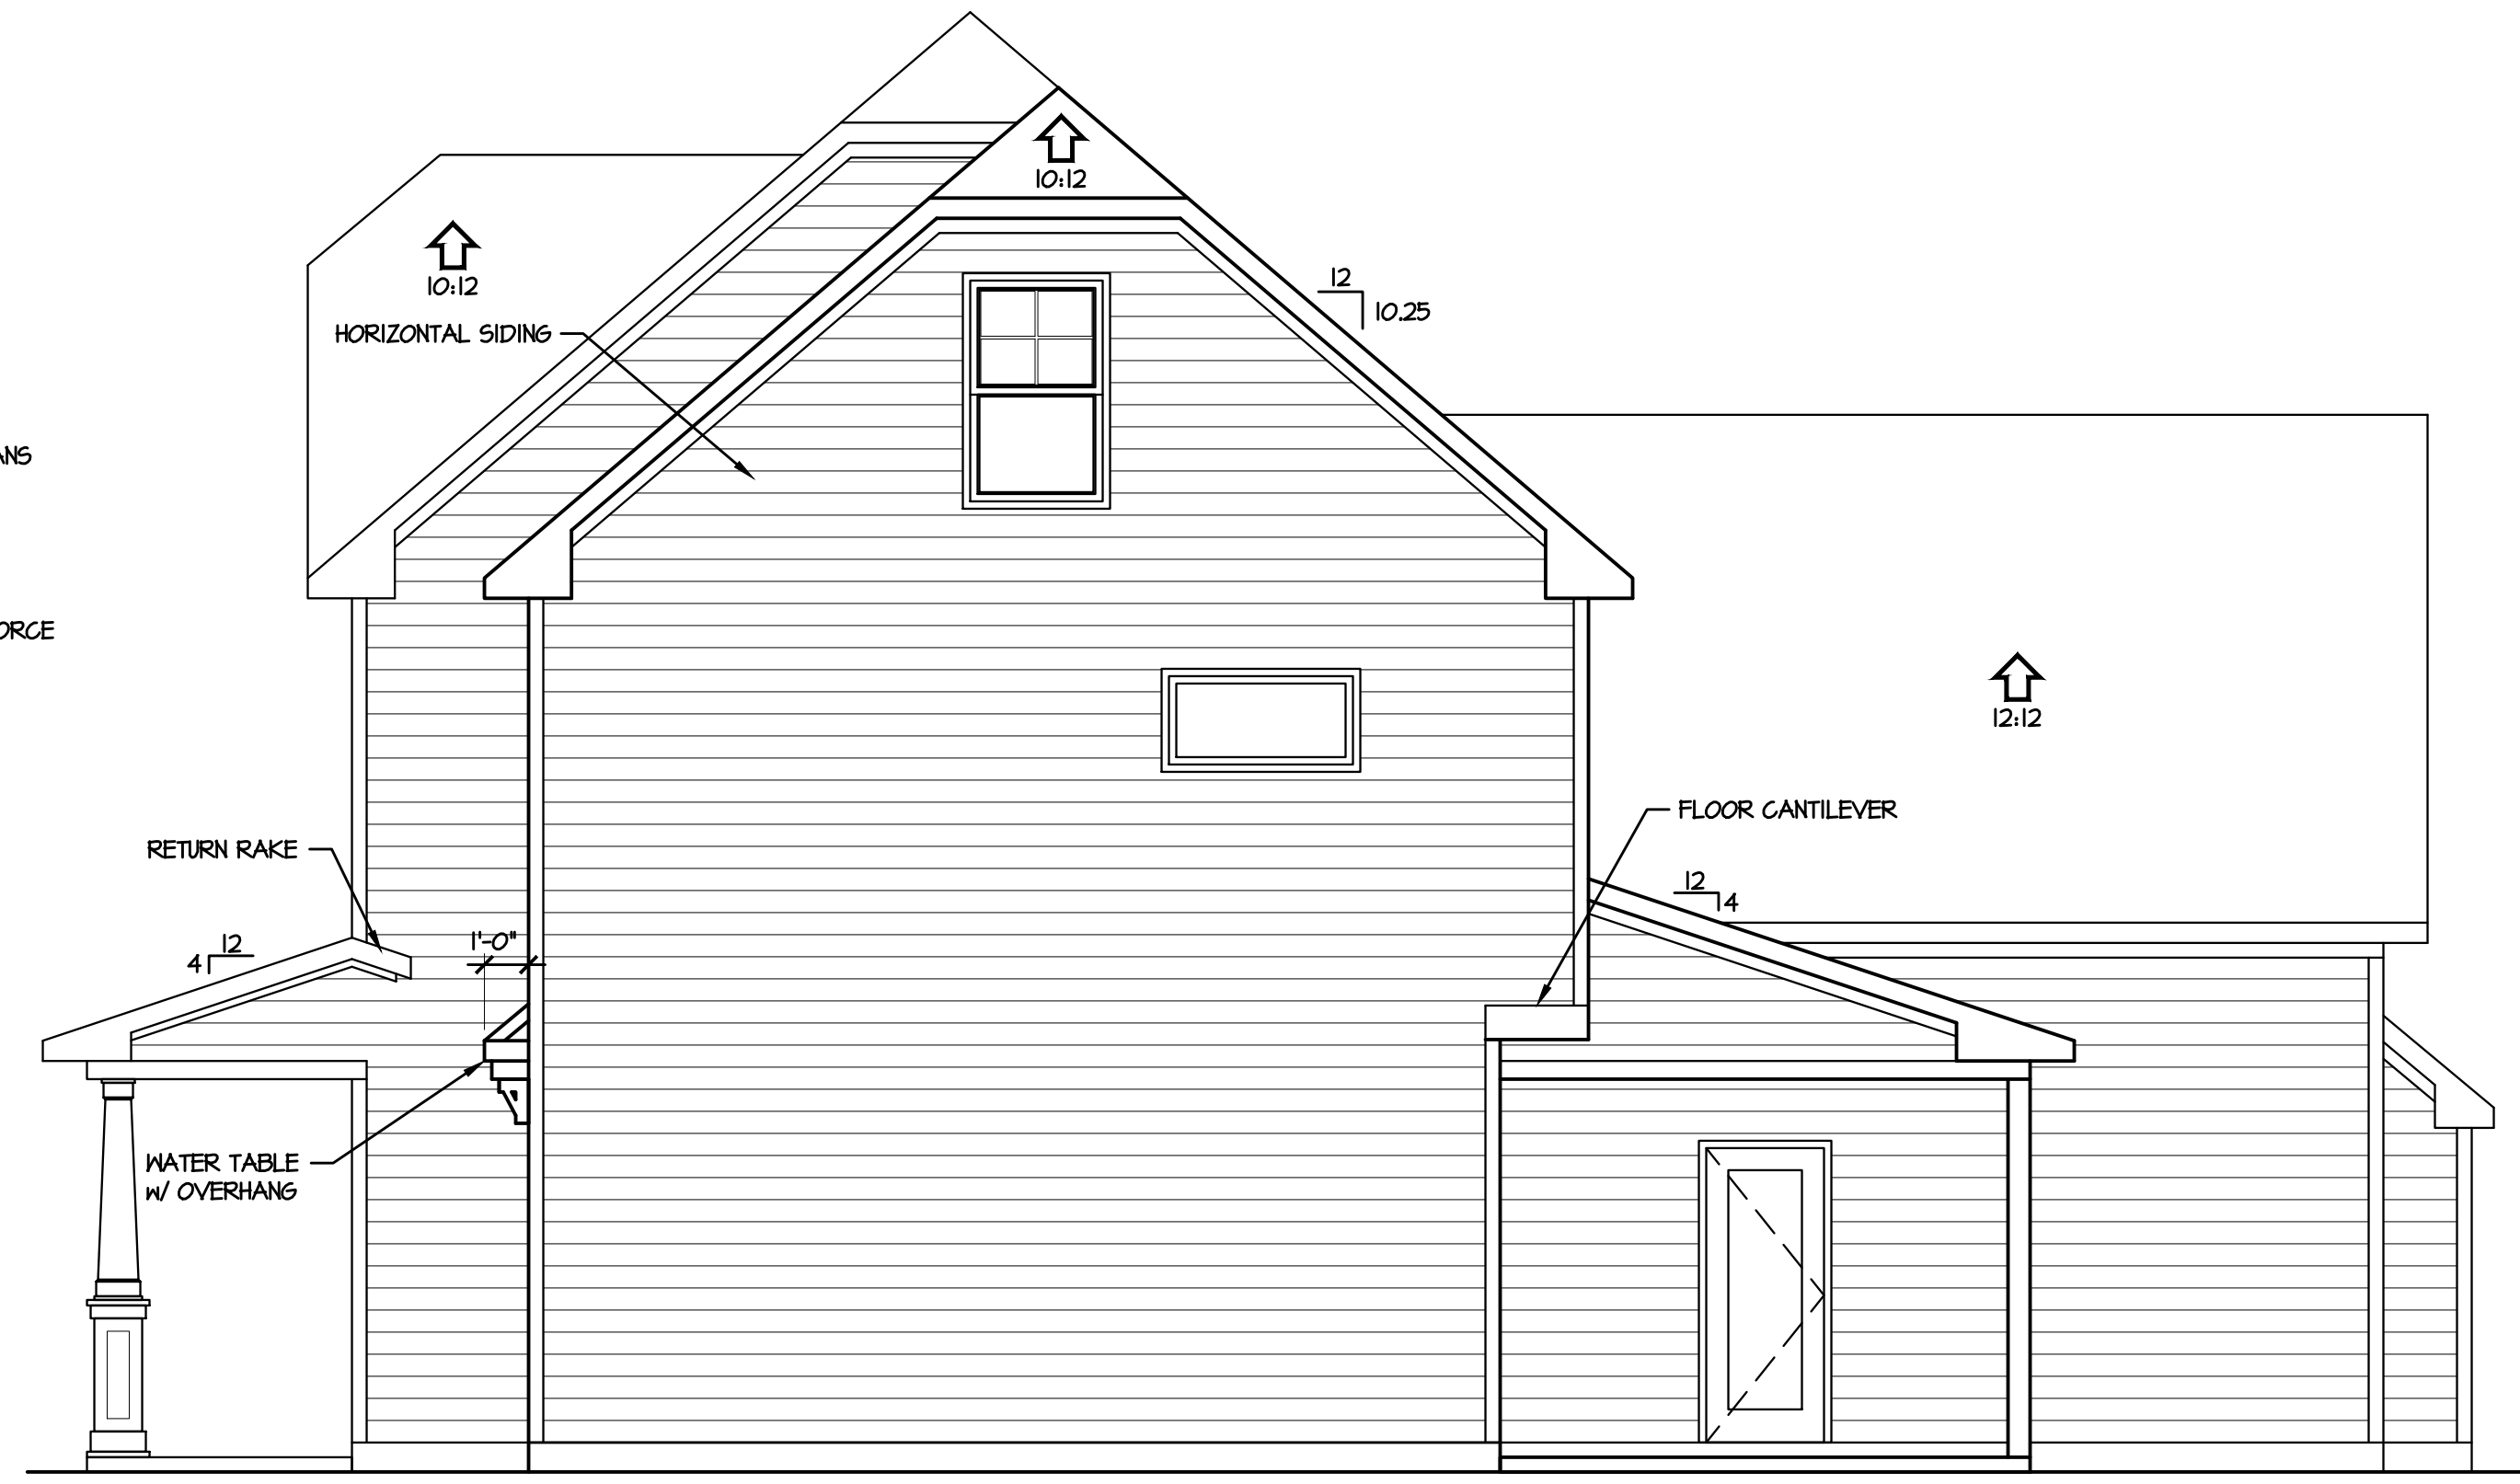 10:12
10:12
12
10.25
HORIZONTAL SIDING
12:12
FLOOR CANTILEVER
RETURN RAKE
12
4
12
4
1'-0"
WATER TABLE
W/ OVERHANG